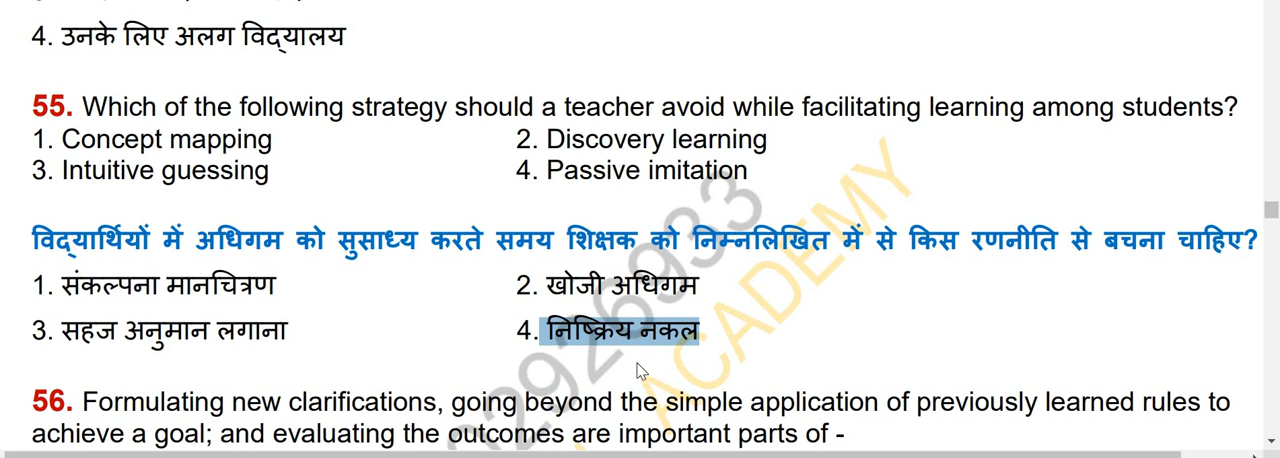 4. उनके लिए अलग विद्यालय
55. Which of the following strategy should a teacher avoid while facilitating learning among students?
1. Concept mapping 2. Discovery learning
3. Intuitive guessing 4. Passive imitation
विद्यार्थियों में अधिगम को सुसाध्य करते समय शिक्षक को निम्नलिखित में से किस रणनीति से बचना चाहिए?
1. संकल्पना मानचित्रण 2. खोजी अधिगम
3. सहज अनुमान लगाना 4. निष्क्रिय नकल
56. Formulating new clarifications, going beyond the simple application of previously learned rules to
achieve a goal; and evaluating the outcomes are important parts of -
02926933
ACADEMY